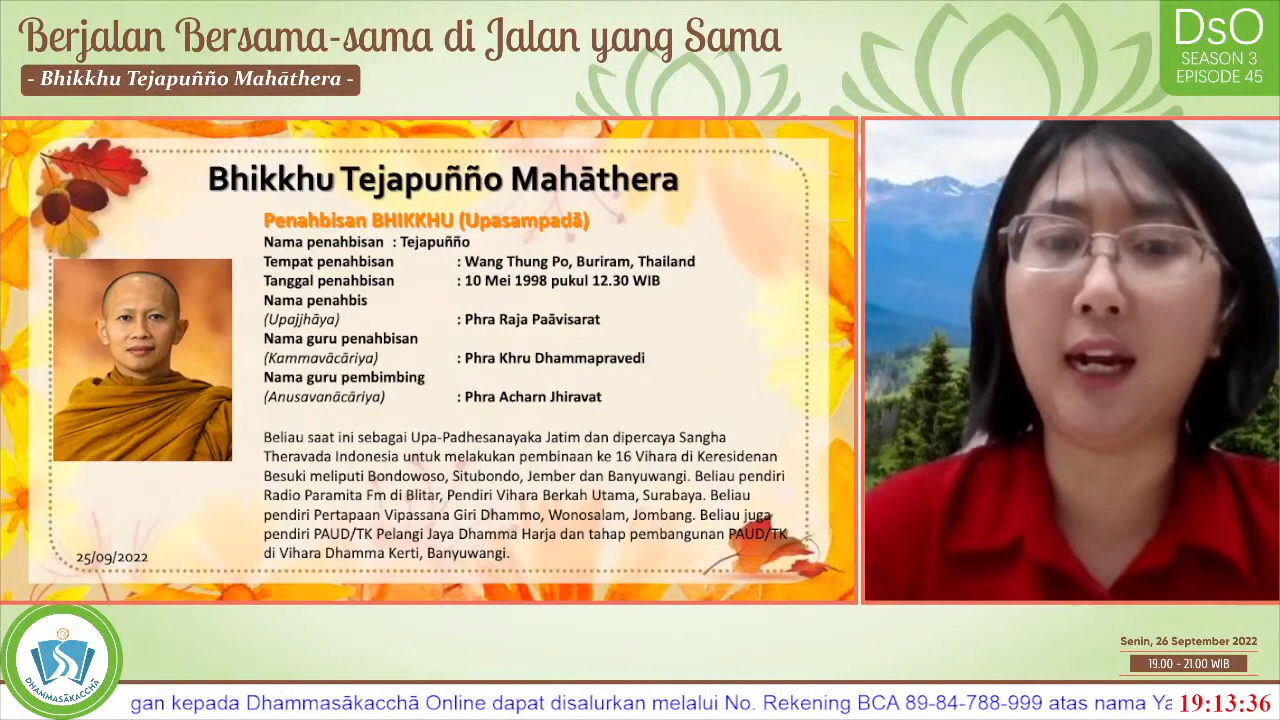 Berjalan Bersama-sama di Jalan yang Sama
- Bhikkhu Tejapuñño Mahāthera -
DsO
SEASON 3
EPISODE 45
Bhikkhu Tejapuñño Mahāthera
Penahbisan BHIKKHU (Upasampadā)
Nama penahbisan : Tejapuñño
Tempat penahbisan : Wang Thung Po, Buriram, Thailand
Tanggal penahbisan : 10 Mei 1998 pukul 12.30 WIB
Nama penahbis
(Upajjhāya) : Phra Raja Paāvisarat
Nama guru penahbisan
(Kammavācāriya) : Phra Khru Dhammapravedi
Nama guru pembimbing
(Anusavanācāriya) : Phra Acharn Jhiravat
Beliau saat ini sebagai Upa-Padhesanayaka Jatim dan dipercaya Sangha
Theravada Indonesia untuk melakukan pembinaan ke 16 Vihara di Keresidenan
Besuki meliputi Bondowoso, Situbondo, Jember dan Banyuwangi. Beliau pendiri
Radio Paramita Fm di Blitar, Pendiri Vihara Berkah Utama, Surabaya. Beliau
pendiri Pertapaan Vipassana Giri Dhammo, Wonosalam, Jombang. Beliau juga
pendiri PAUD/TK Pelangi Jaya Dhamma Harja dan tahap pembangunan PAUD/TK
di Vihara Dhamma Kerti, Banyuwangi.
25/09/2022
DHAMMASĀKACCHĀ
Senin, 26 September 2022
19.00 - 21.00 WIB
gan kepada Dhammasākacchā Online dapat disalurkan melalui No. Rekening BCA 89-84-788-999 atas nama Ya
19:13:36